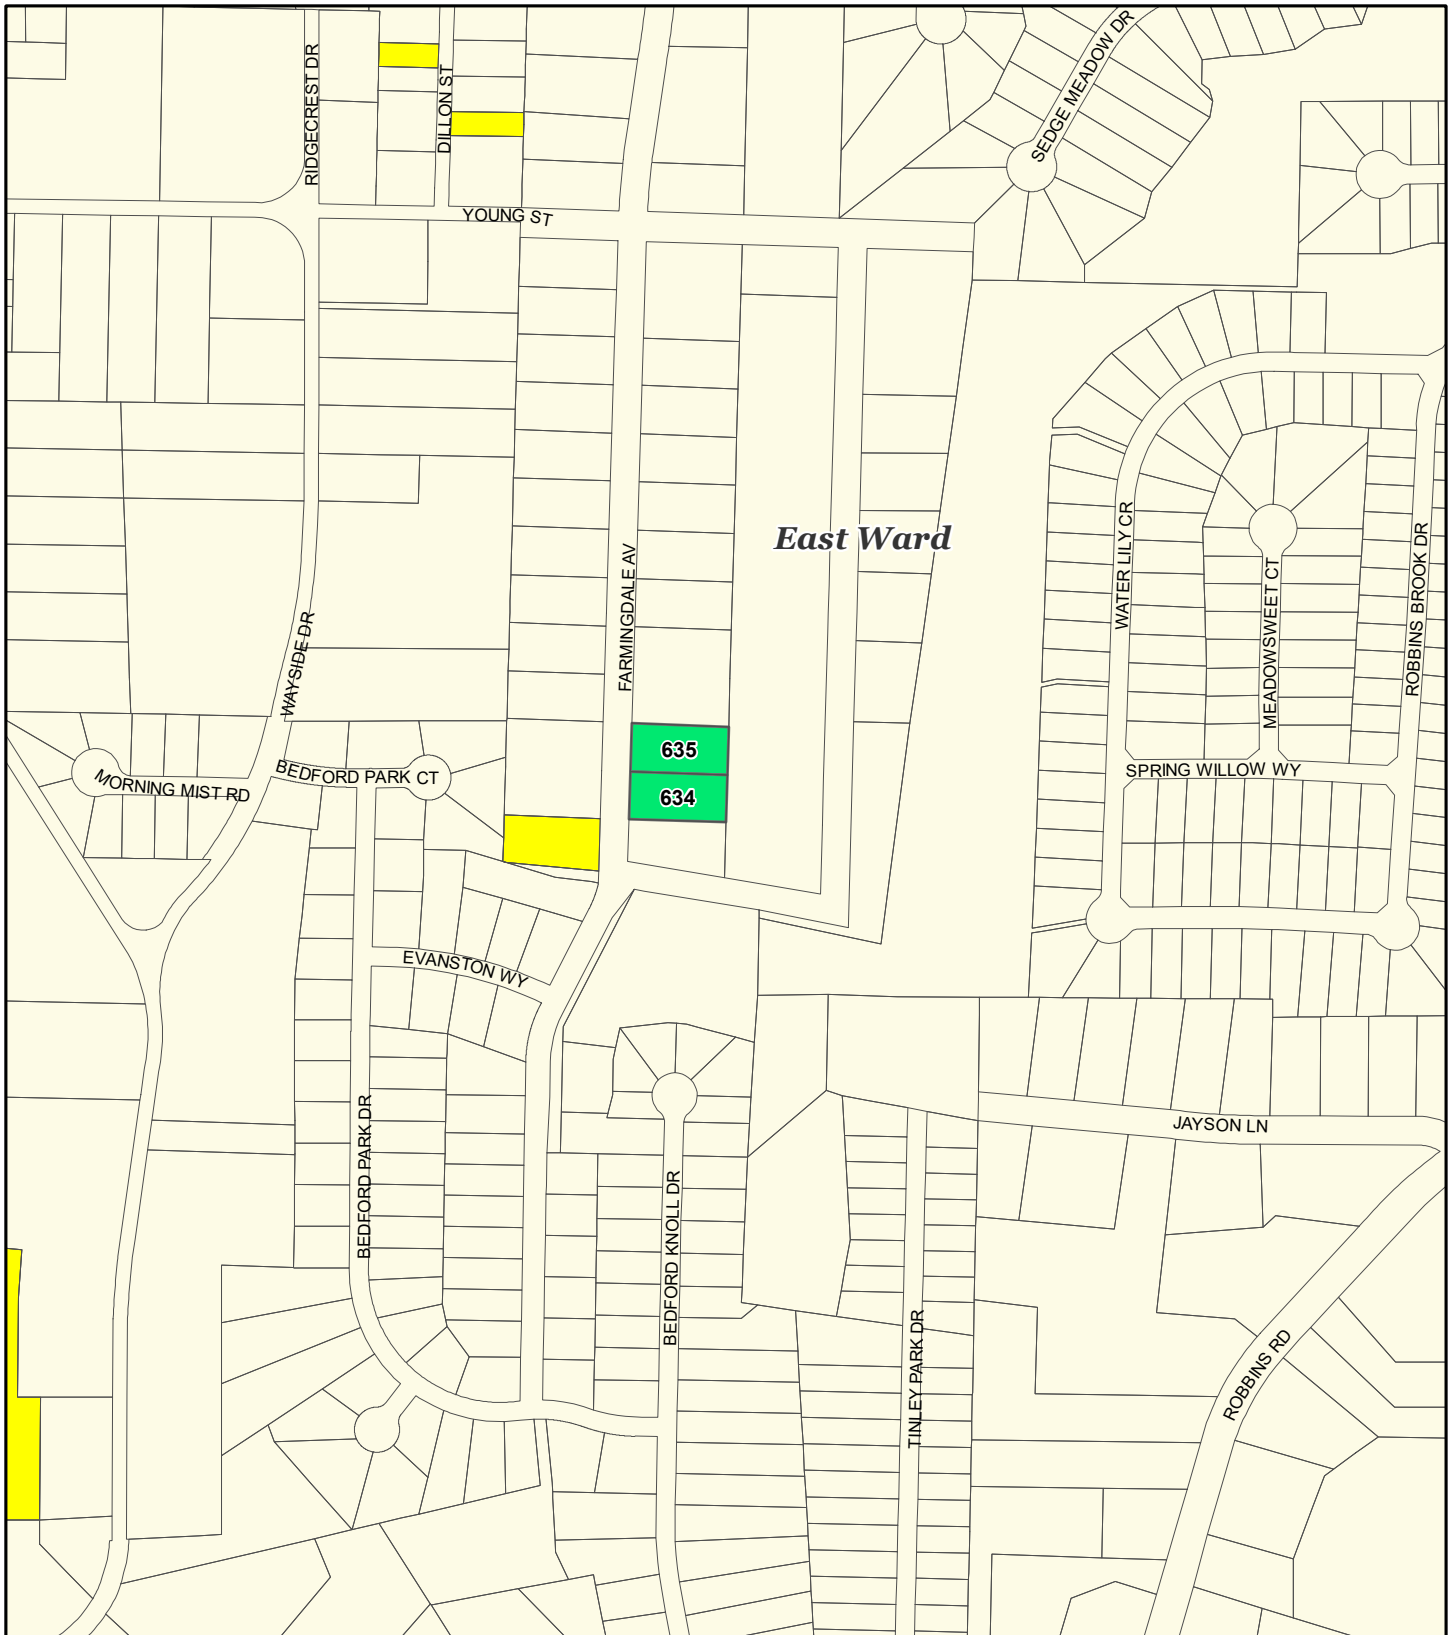 SEDGE MEADOW DR
RIDGECREST DR
DILLON ST
YOUNG ST
East Ward
WATER LILY CR
ROBBINS BROOK DR
FARMINGDALE AV
MEADOWSWEET CT
WAYSIDE DR
635
634
BEDFORD PARK CT
SPRING WILLOW WY
MORNING MIST RD
EVANSTON WY
JAYSON LN
BEDFORD PARK DR
BEDFORD KNOLL DR
TINLEY PARK DR
ROBBINS RD